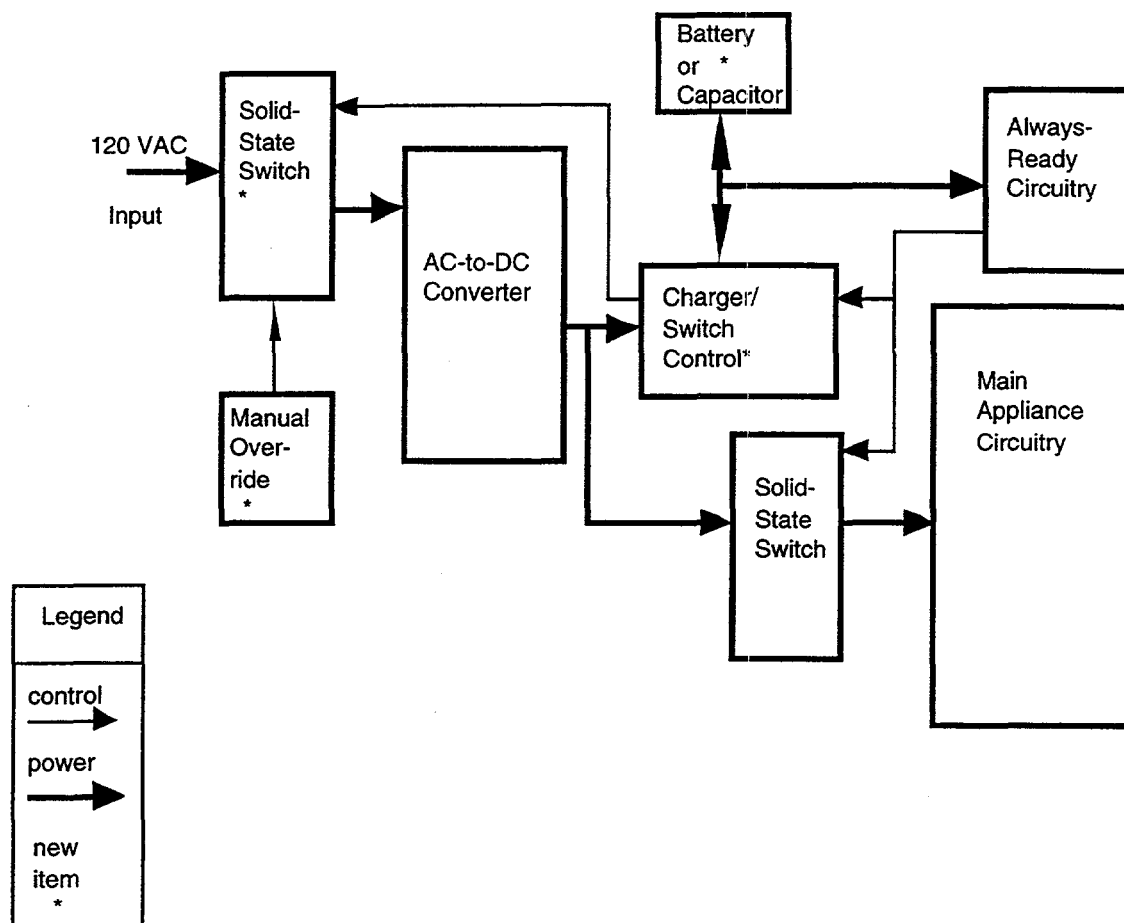 120 VAC
Input
Solid-
State
Switch
*
Manual
Over-
ride
*
AC-to-DC
Converter
Battery
or *
Capacitor
Charger/
Switch
Control*
Solid-
State
Switch
Always-
Ready
Circuitry
Main
Appliance
Circuitry
Legend
control
power
new
item
*